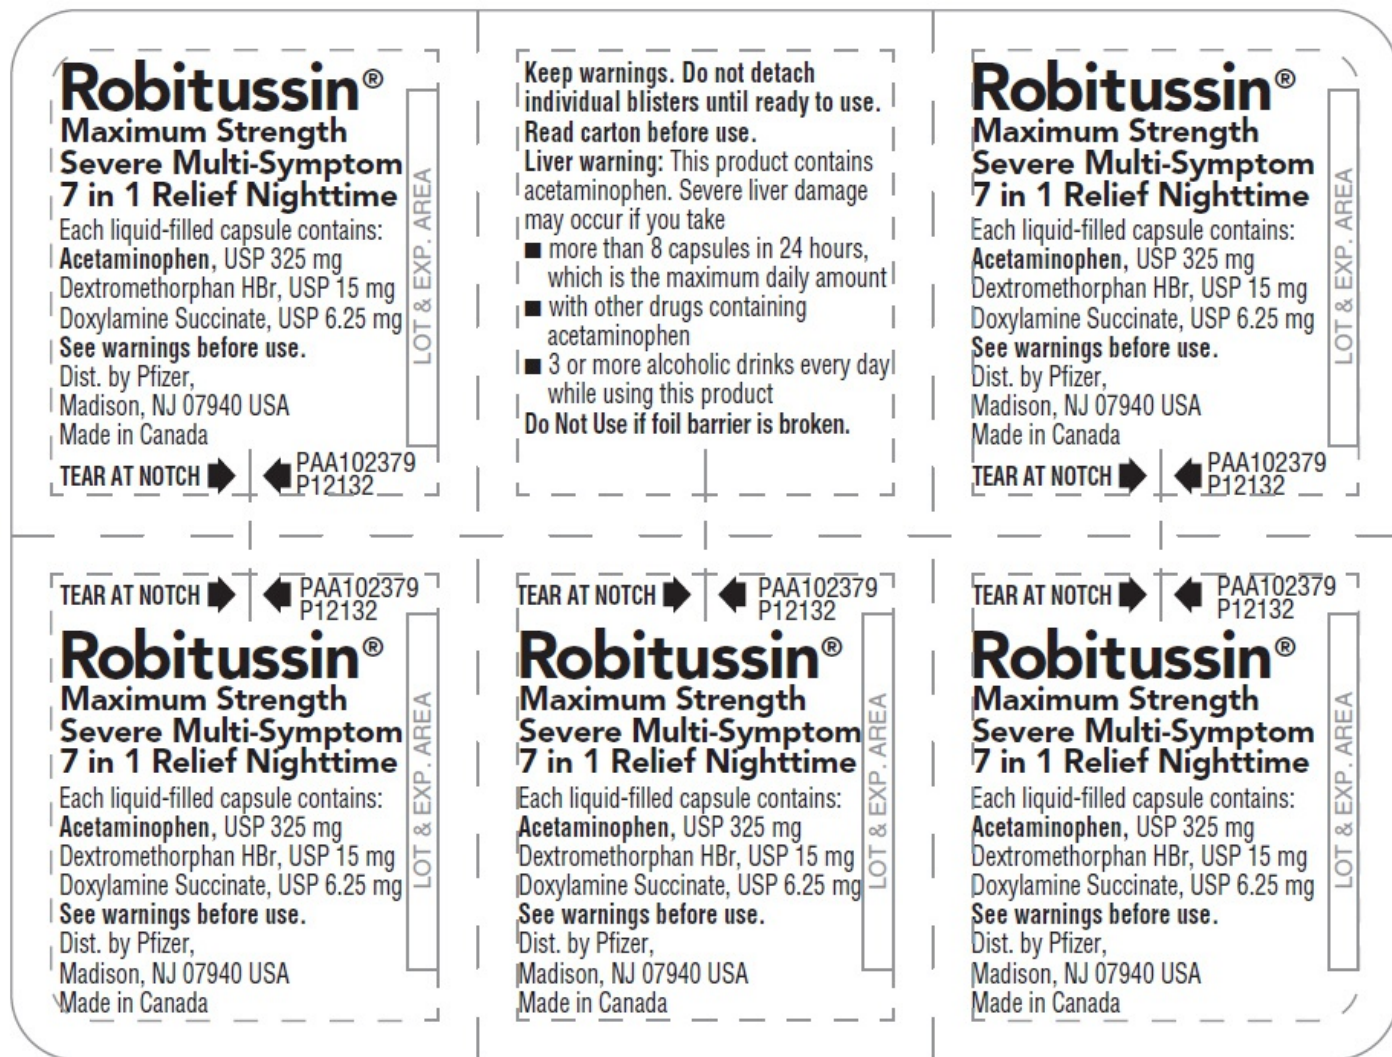 Robitussin®
Maximum Strength
Severe Multi-Symptom
7 in 1 Relief Nighttime
Each liquid-filled capsule contains:
Acetaminophen, USP 325 mg
Dextromethorphan HBr, USP 15 mg
Doxylamine Succinate, USP 6.25 mg
See warnings before use.
Dist. by Pfizer,
Madison, NJ 07940 USA
Made in Canada
LOT & EXP. AREA
TEAR AT NOTCH
PAA102379
P12132
Keep warnings. Do not detach
individual blisters until ready to use.
Read carton before use.
Liver warning: This product contains
acetaminophen. Severe liver damage
may occur if you take
■ more than 8 capsules in 24 hours,
which is the maximum daily amount
■ with other drugs containing
acetaminophen
■ 3 or more alcoholic drinks every day
while using this product
Do Not Use if foil barrier is broken.
Robitussin®
Maximum Strength
Severe Multi-Symptom
7 in 1 Relief Nighttime
Each liquid-filled capsule contains:
Acetaminophen, USP 325 mg
Dextromethorphan HBr, USP 15 mg
Doxylamine Succinate, USP 6.25 mg
See warnings before use.
Dist. by Pfizer,
Madison, NJ 07940 USA
Made in Canada
LOT & EXP. AREA
TEAR AT NOTCH
PAA102379
P12132
TEAR AT NOTCH
PAA102379
P12132
Robitussin®
Maximum Strength
Severe Multi-Symptom
7 in 1 Relief Nighttime
Each liquid-filled capsule contains:
Acetaminophen, USP 325 mg
Dextromethorphan HBr, USP 15 mg
Doxylamine Succinate, USP 6.25 mg
See warnings before use.
Dist. by Pfizer,
Madison, NJ 07940 USA
Made in Canada
LOT & EXP. AREA
TEAR AT NOTCH
PAA102379
P12132
Robitussin®
Maximum Strength
Severe Multi-Symptom
7 in 1 Relief Nighttime
Each liquid-filled capsule contains:
Acetaminophen, USP 325 mg
Dextromethorphan HBr, USP 15 mg
Doxylamine Succinate, USP 6.25 mg
See warnings before use.
Dist. by Pfizer,
Madison, NJ 07940 USA
Made in Canada
LOT & EXP. AREA
TEAR AT NOTCH
PAA102379
P12132
Robitussin®
Maximum Strength
Severe Multi-Symptom
7 in 1 Relief Nighttime
Each liquid-filled capsule contains:
Acetaminophen, USP 325 mg
Dextromethorphan HBr, USP 15 mg
Doxylamine Succinate, USP 6.25 mg
See warnings before use.
Dist. by Pfizer,
Madison, NJ 07940 USA
Made in Canada
LOT & EXP. AREA